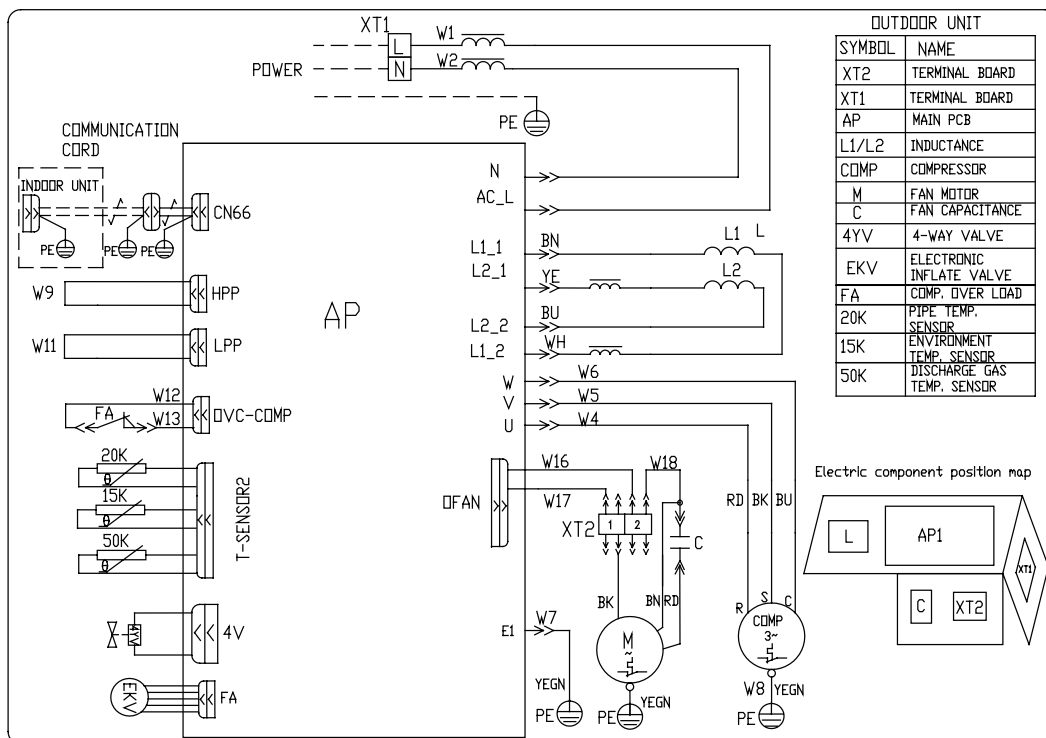 XT1
W1
L
W2
POWER
N
PE
COMMUNICATION
CORD
INDOOR UNIT
CN66
PE
PE
PE
W9
HPP
W11
LPP
W12
FA
W13
OVC-COMP
20K
θ
15K
θ
50K
θ
T-SENSOR2
4YV
4V
EKV
FA
AP
N
AC_L
L1_1
BN
L1
L
L2_1
YE
L2
L2_2
BU
L1_2
WH
W
W6
V
W5
U
W4
OFAN
W16
W18
W17
XT2
1
2
C
RD
BK
BU
BK
BN
RD
R
S
C
M
~
COMP
3~
E1
W7
YEGN
PE
YEGN
PE
W8
YEGN
PE
OUTDOOR UNIT
SYMBOL NAME
XT2 TERMINAL BOARD
XT1 TERMINAL BOARD
AP MAIN PCB
L1/L2 INDUCTANCE
COMP COMPRESSOR
M FAN MOTOR
C FAN CAPACITANCE
4YV 4-WAY VALVE
EKV ELECTRONIC
INFLATE VALVE
FA COMP. OVER LOAD
20K PIPE TEMP.
SENSOR
15K ENVIRONMENT
TEMP. SENSOR
50K DISCHARGE GAS
TEMP. SENSOR
Electric component position map
L
AP1
XT1
C
XT2